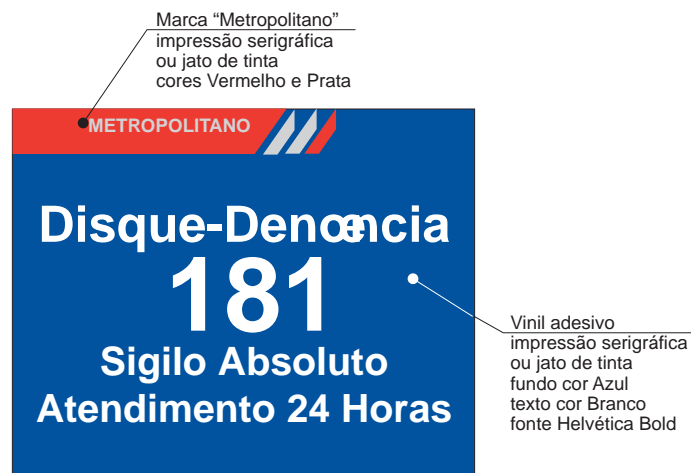 Marca “Metropolitano”
impressão serigráfica
ou jato de tinta
cores Vermelho e Prata
METROPOLITANO
Disque-Denœncia
181
Sigilo Absoluto
Atendimento 24 Horas
Vinil adesivo
impressão serigráfica
ou jato de tinta
fundo cor Azul
texto cor Branco
fonte Helvética Bold